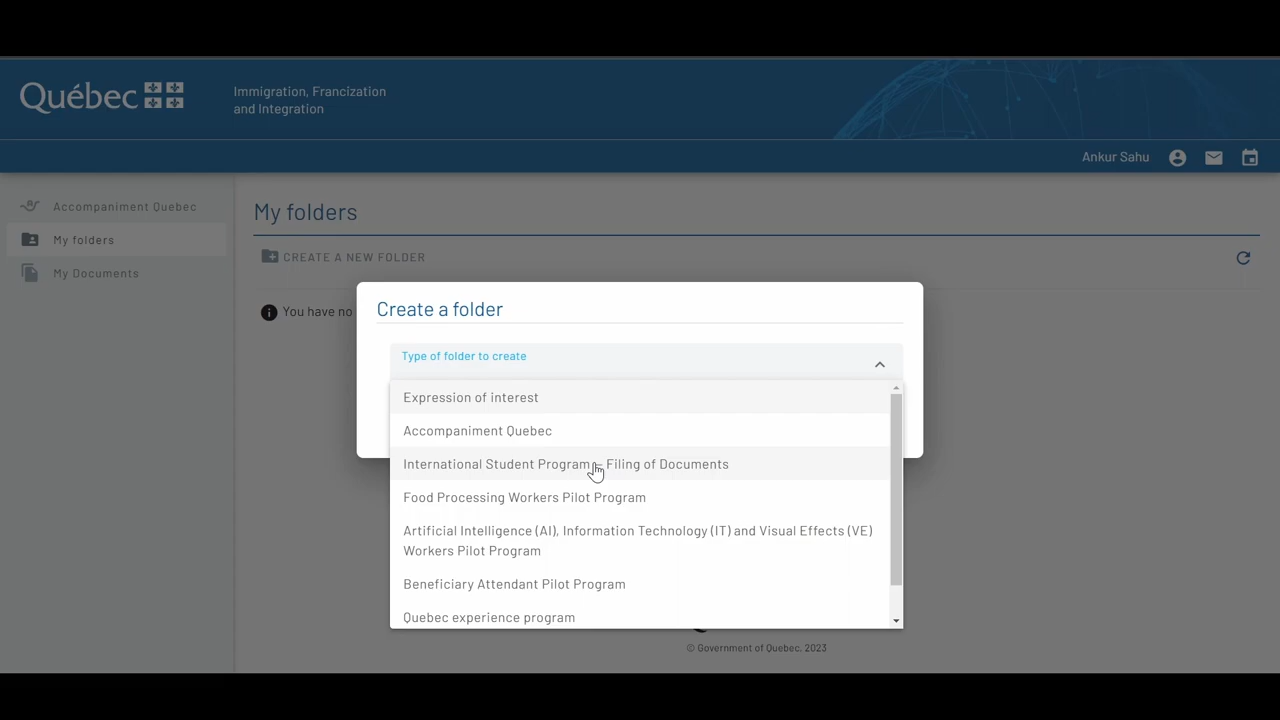 Québec
Immigration, Francization
and Integration
Ankur Sahu
Accompaniment Quebec
My folders
My Documents
My folders
CREATE A NEW FOLDER
You have no
Create a folder
Type of folder to create
Expression of interest
Accompaniment Quebec
International Student Program - Filing of Documents
Food Processing Workers Pilot Program
Artificial Intelligence (AI), Information Technology (IT) and Visual Effects (VE)
Workers Pilot Program
Beneficiary Attendant Pilot Program
Quebec experience program
© Government of Quebec, 2023